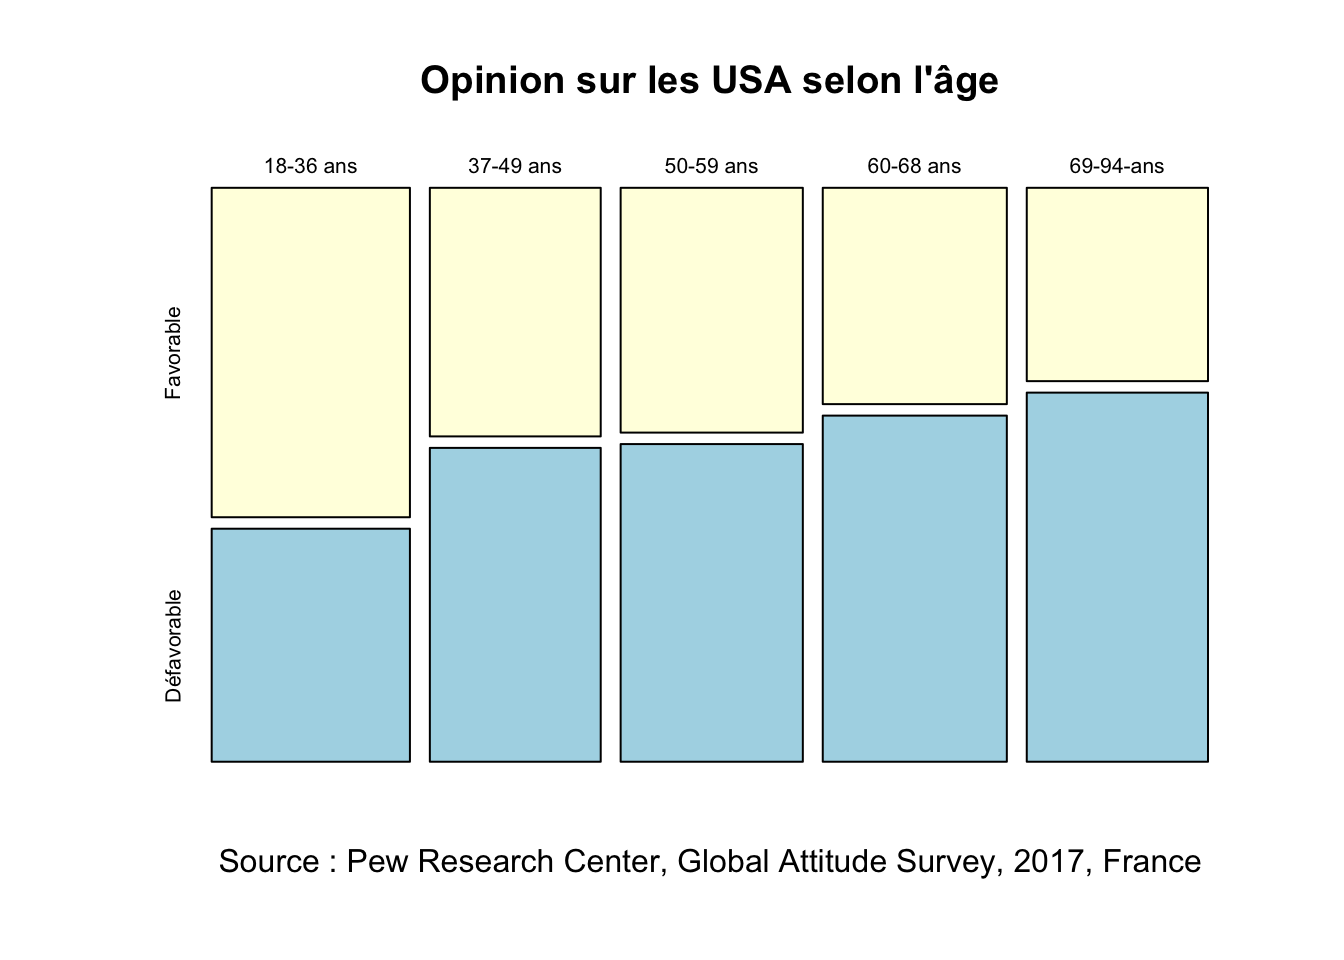 Opinion sur les USA selon l'âge
18-36 ans
37-49 ans
50-59 ans
60-68 ans
69-94-ans
Favorable
Défavorable
Source : Pew Research Center, Global Attitude Survey, 2017, France